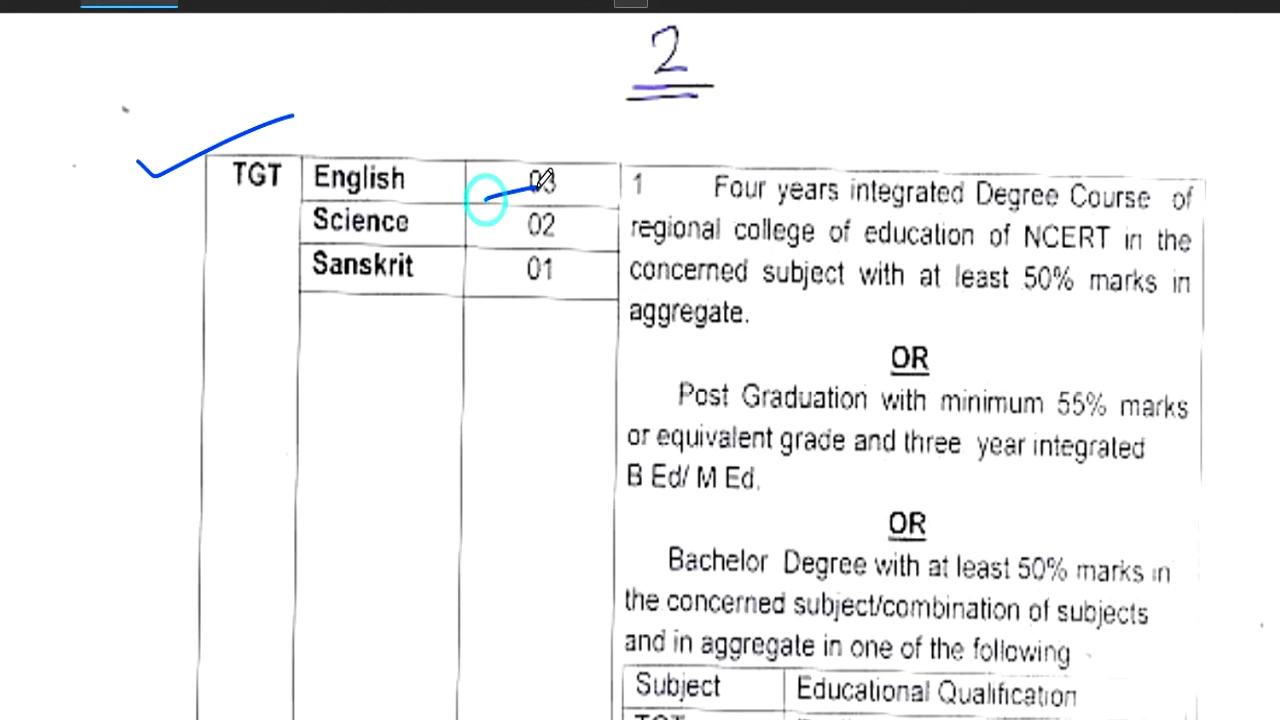 2
TGT
English 03
Science 02
Sanskrit 01
1 Four years integrated Degree Course of
regional college of education of NCERT in the
concerned subject with at least 50% marks in
aggregate.
OR
Post Graduation with minimum 55% marks
or equivalent grade and three year integrated
B Ed/ M Ed.
OR
Bachelor Degree with at least 50% marks in
the concerned subject/combination of subjects
and in aggregate in one of the following
Subject Educational Qualification
TGT